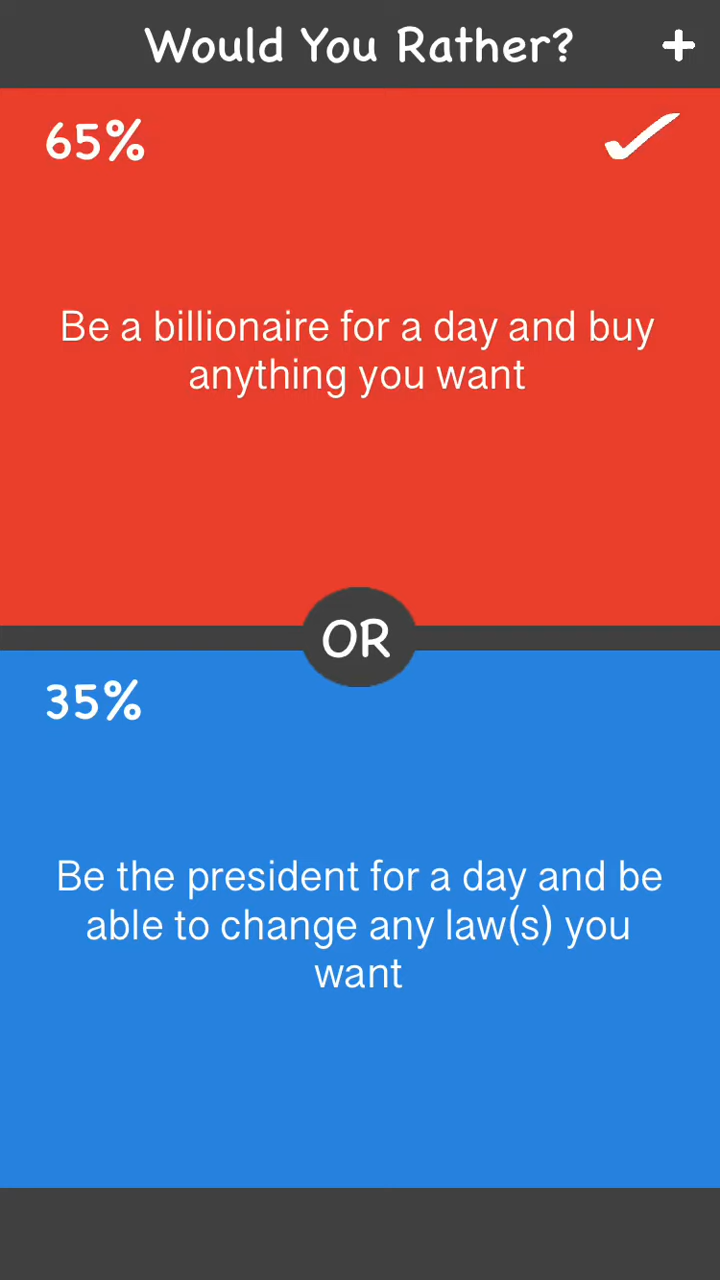 Would You Rather? +
65%
Be a billionaire for a day and buy
anything you want
OR
35%
Be the president for a day and be
able to change any law(s) you
want